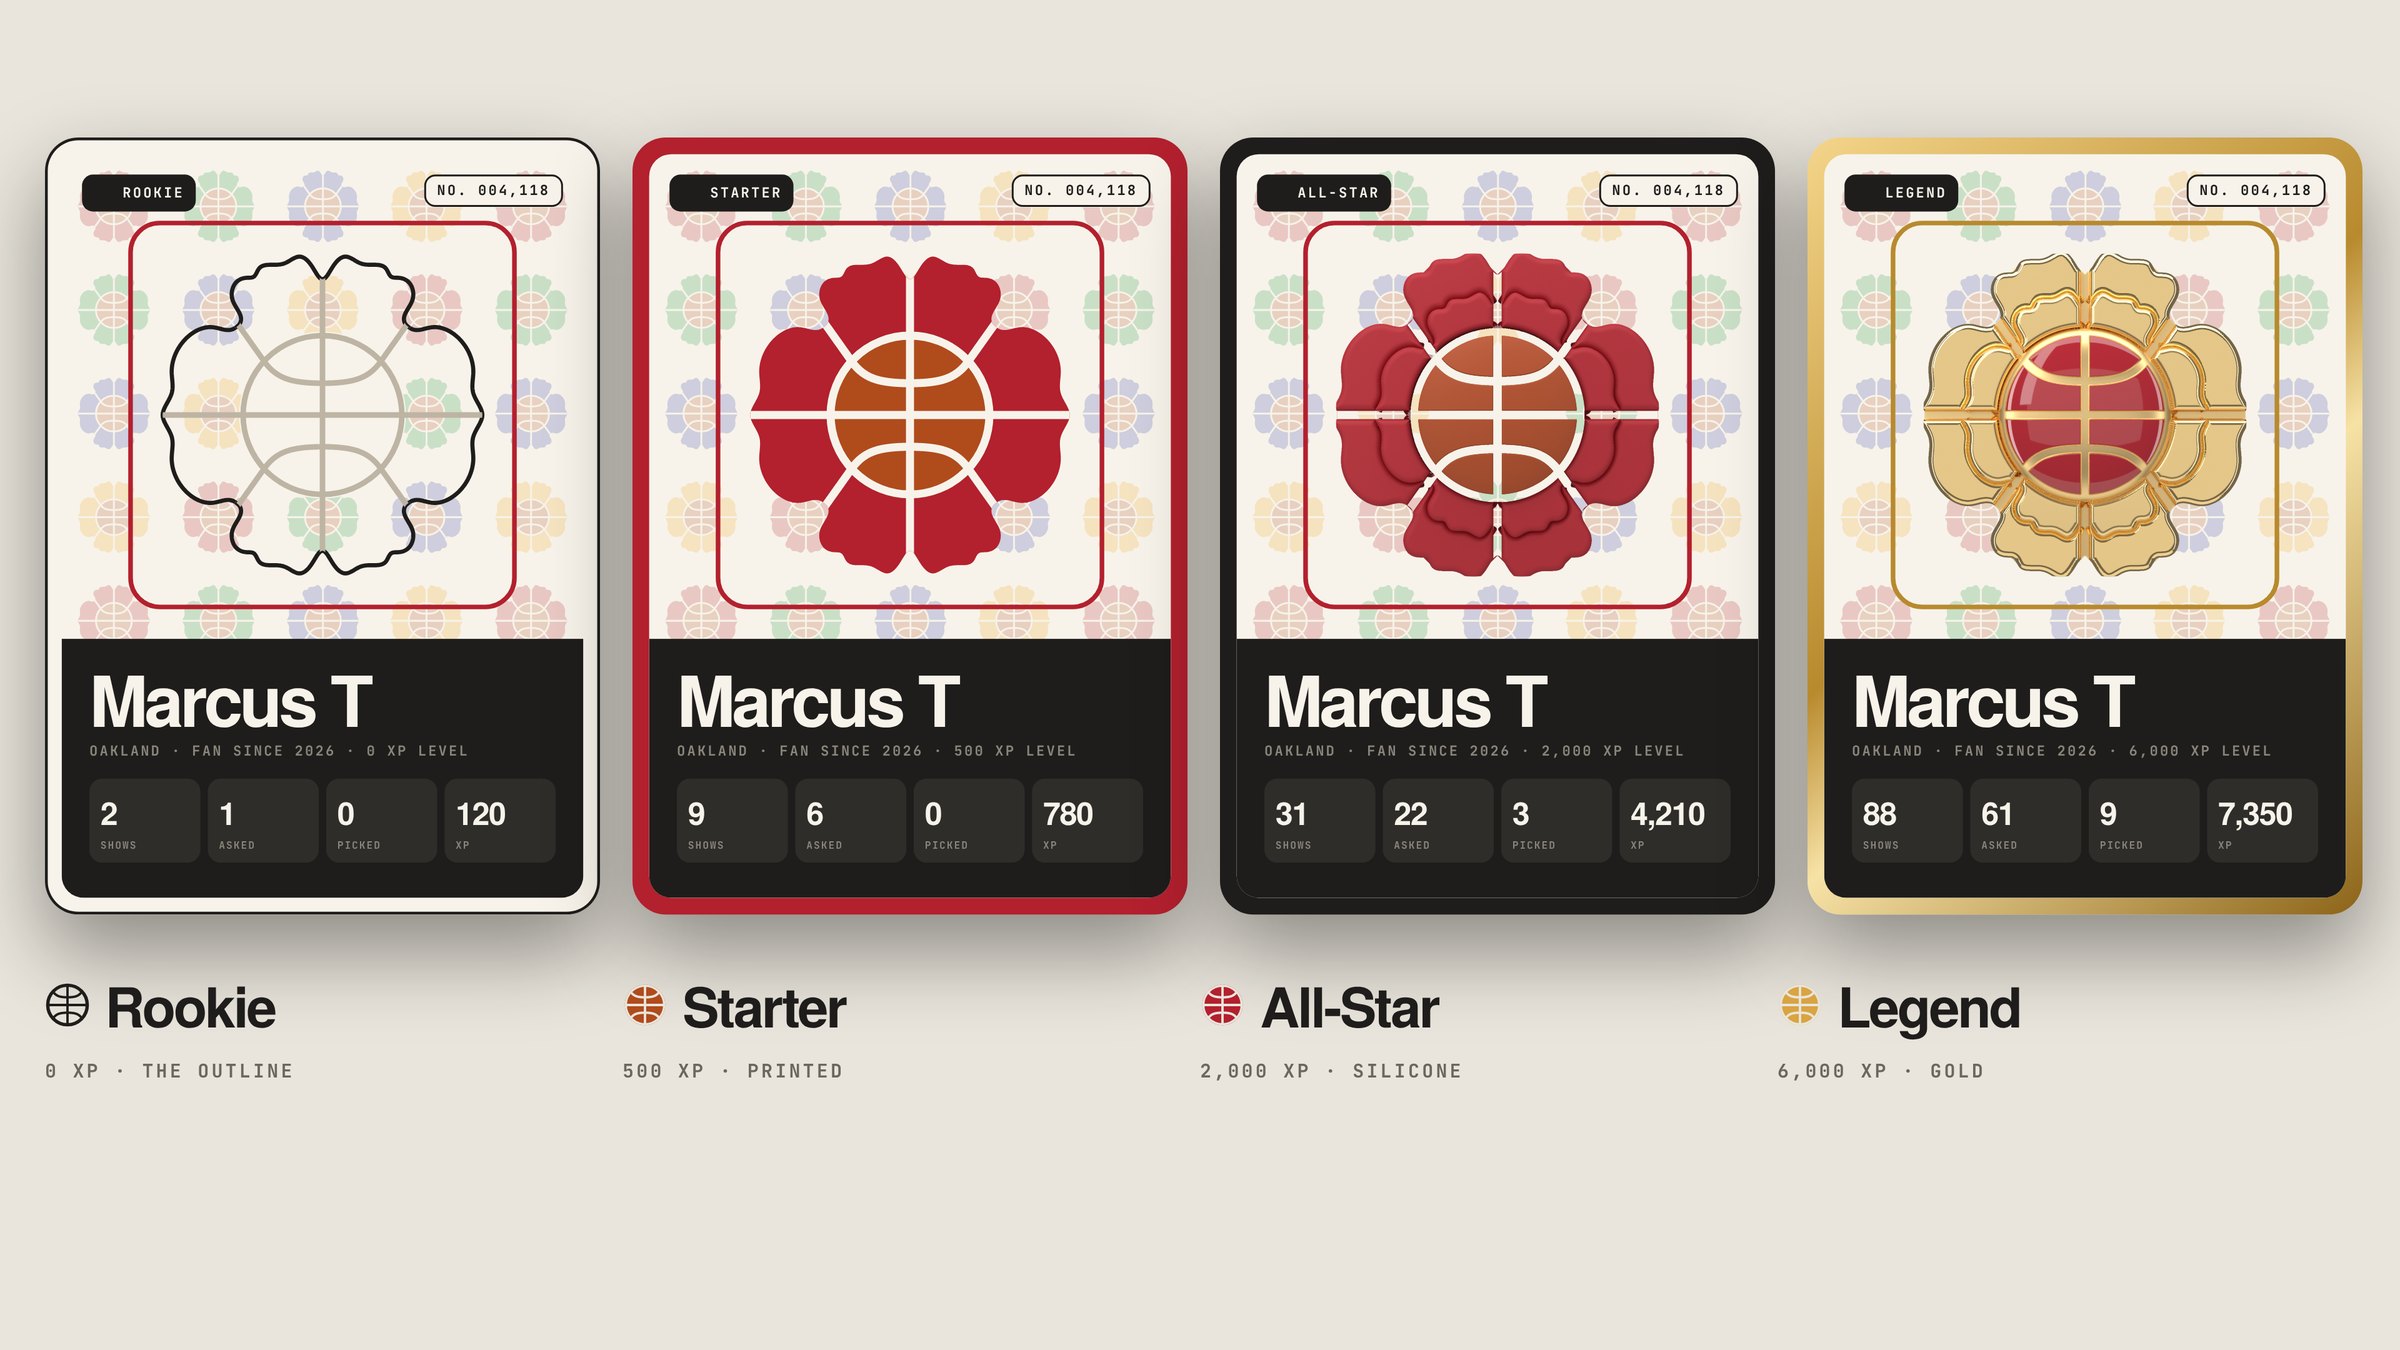 ROOKIE
NO. 004,118
Marcus T
OAKLAND · FAN SINCE 2026 · 0 XP LEVEL
2
SHOWS
1
ASKED
0
PICKED
120
XP
Rookie
0 XP · THE OUTLINE
STARTER
NO. 004,118
Marcus T
OAKLAND · FAN SINCE 2026 · 500 XP LEVEL
9
SHOWS
6
ASKED
0
PICKED
780
XP
Starter
500 XP · PRINTED
ALL-STAR
NO. 004,118
Marcus T
OAKLAND · FAN SINCE 2026 · 2,000 XP LEVEL
31
SHOWS
22
ASKED
3
PICKED
4,210
XP
All-Star
2,000 XP · SILICONE
LEGEND
NO. 004,118
Marcus T
OAKLAND · FAN SINCE 2026 · 6,000 XP LEVEL
88
SHOWS
61
ASKED
9
PICKED
7,350
XP
Legend
6,000 XP · GOLD